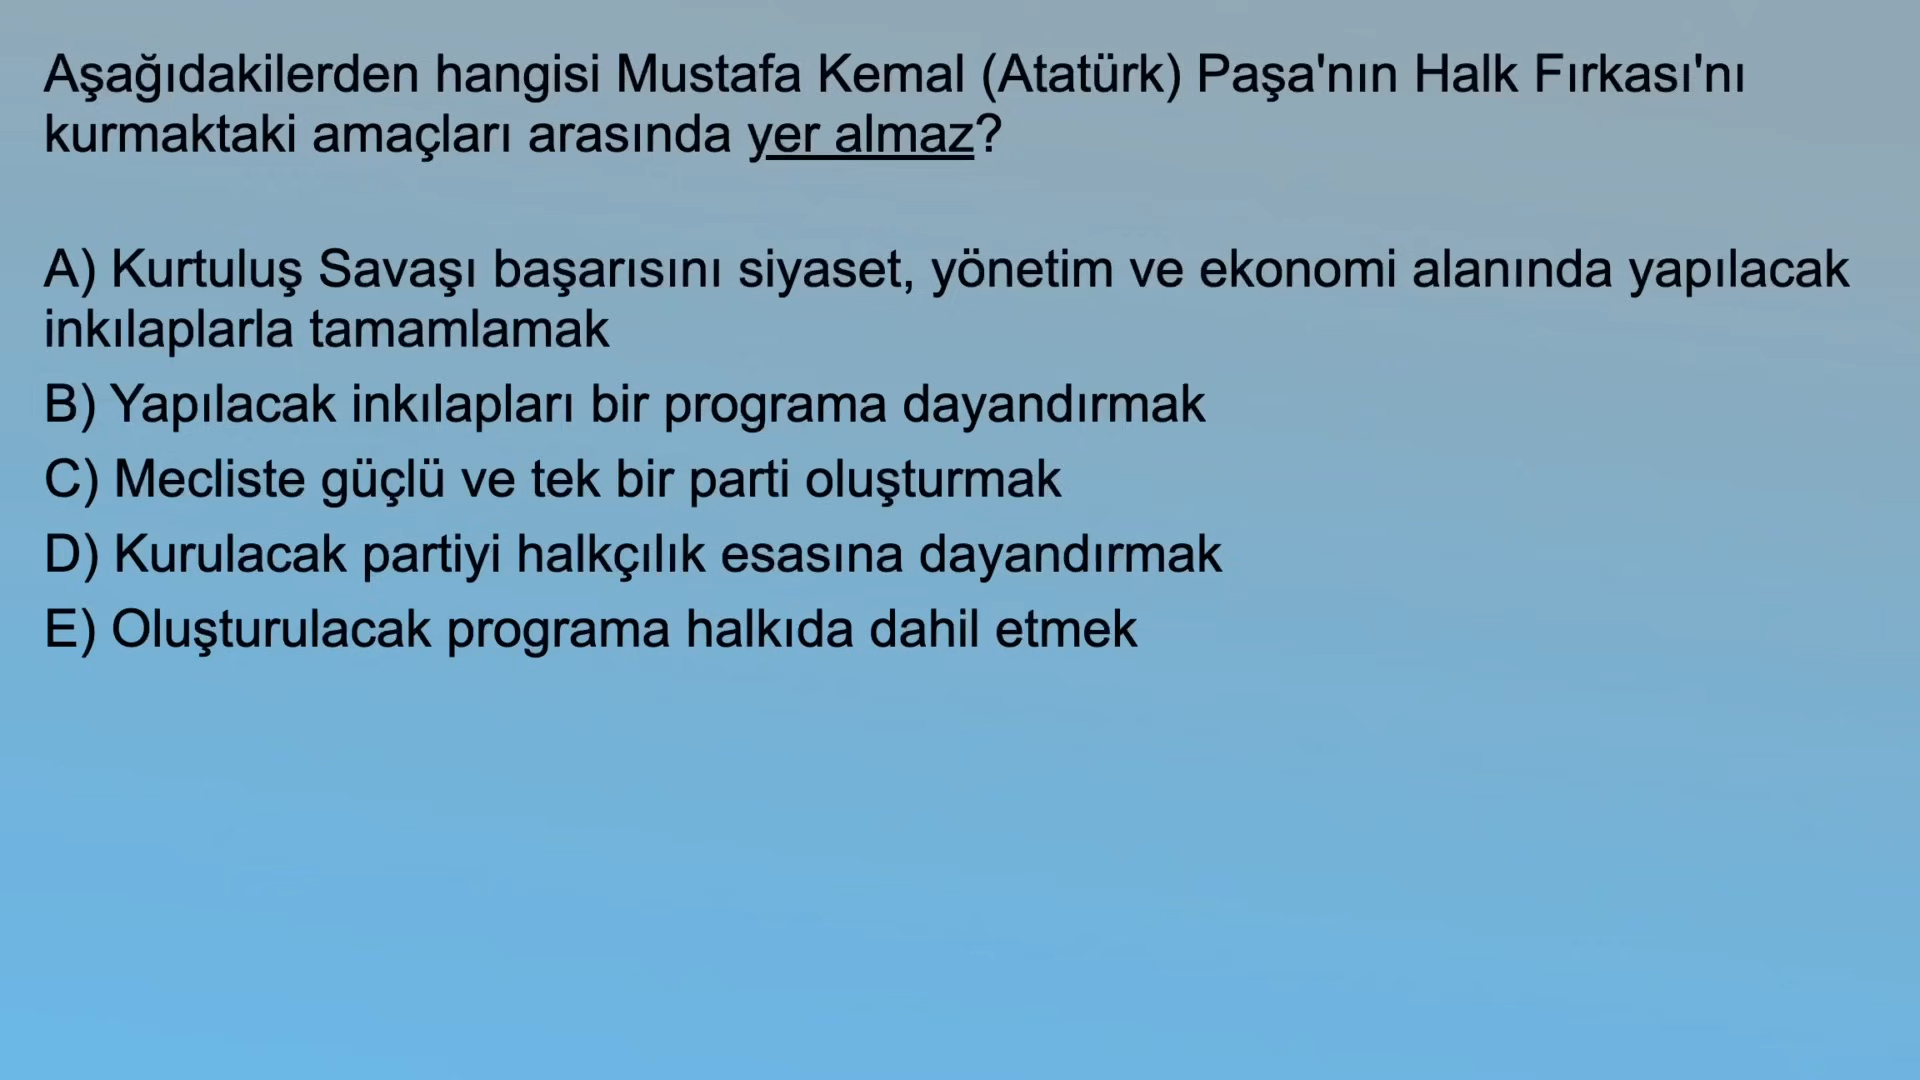 Aşağıdakilerden hangisi Mustafa Kemal (Atatürk) Paşa'nın Halk Fırkası'nı
kurmaktaki amaçları arasında yer almaz?
A) Kurtuluş Savaşı başarısını siyaset, yönetim ve ekonomi alanında yapılacak
inkılaplarla tamamlamak
B) Yapılacak inkılapları bir programa dayandırmak
C) Mecliste güçlü ve tek bir parti oluşturmak
D) Kurulacak partiyi halkçılık esasına dayandırmak
E) Oluşturulacak programa halkıda dahil etmek